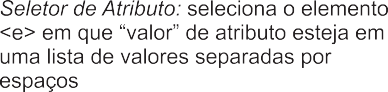 Seletor de Atributo: seleciona o elemento
<e> em que “valor” de atributo esteja em
uma lista de valores separadas por
espaços